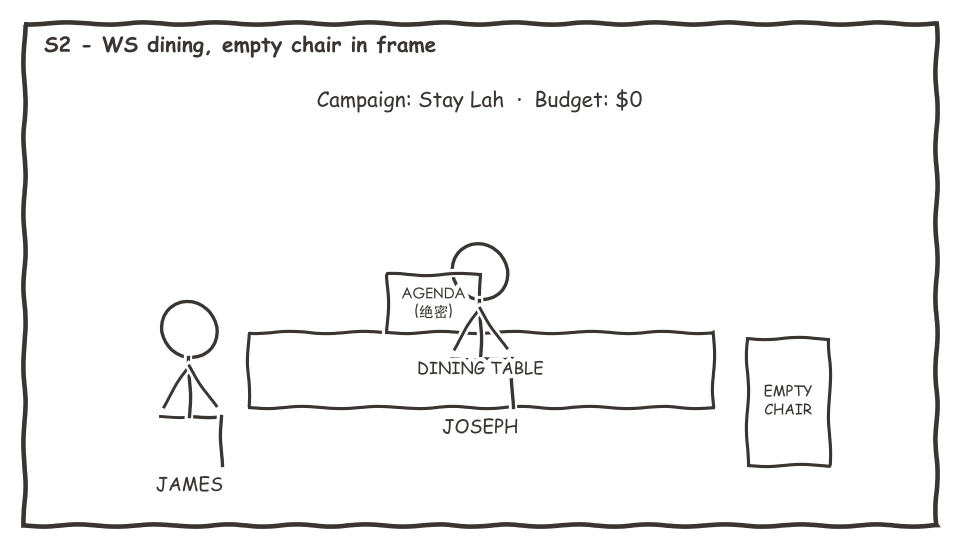 S2 - WS dining, empty chair in frame
Campaign: Stay Lah · Budget: $0
AGENDA
(绝密)
DINING TABLE
EMPTY
CHAIR
JOSEPH
JAMES